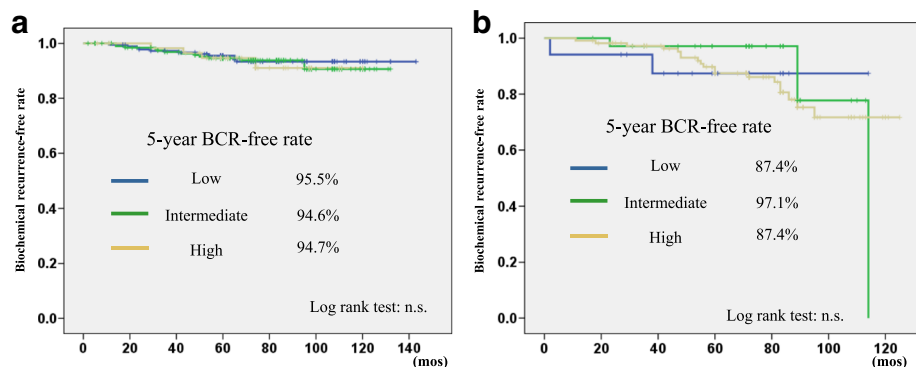 a
Biochemical recurrence-free rate
1.0
0.8
0.6
0.4
0.2
0.0
5-year BCR-free rate
Low 95.5%
Intermediate 94.6%
High 94.7%
Log rank test: n.s.
0 20 40 60 80 100 120 140
(mos)
b
Biochemical recurrence-free rate
1.0
0.8
0.6
0.4
0.2
0.0
5-year BCR-free rate
Low 87.4%
Intermediate 97.1%
High 87.4%
Log rank test: n.s.
0 20 40 60 80 100 120
(mos)